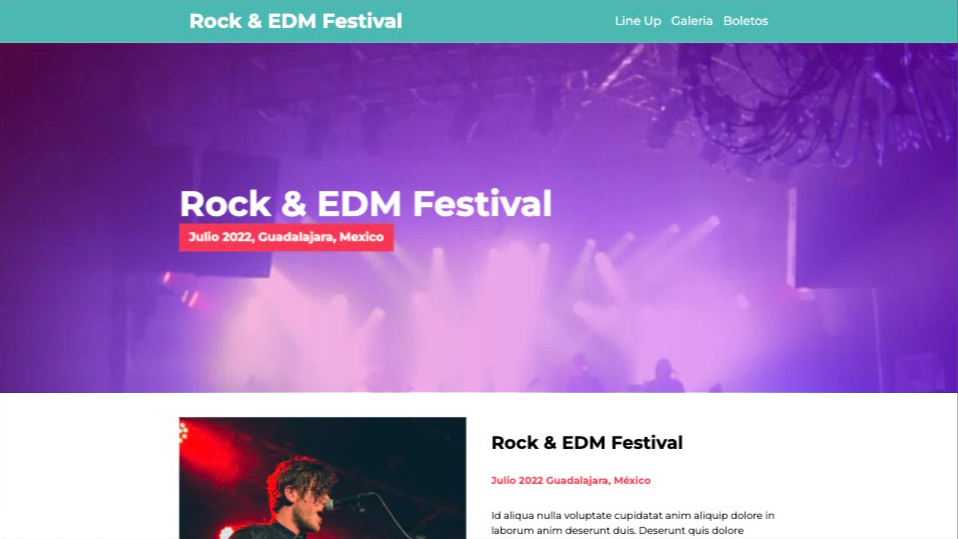 Rock & EDM Festival
Line Up Galeria Boletos
Rock & EDM Festival
Julio 2022, Guadalajara, Mexico
Rock & EDM Festival
Julio 2022 Guadalajara, México
Id aliqua nulla voluptate cupidatat anim aliquip dolore in
laborum anim deserunt duis. Deserunt quis dolore